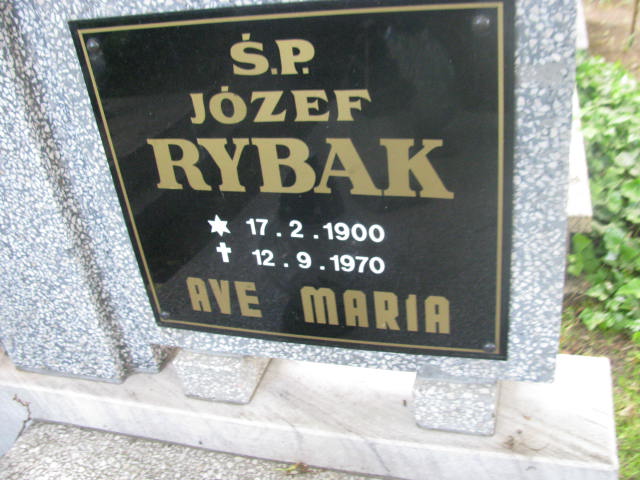 Ś.P.
JÓZEF
RYBAK
✶ 17.2.1900
✝ 12.9.1970
AVE MARIA